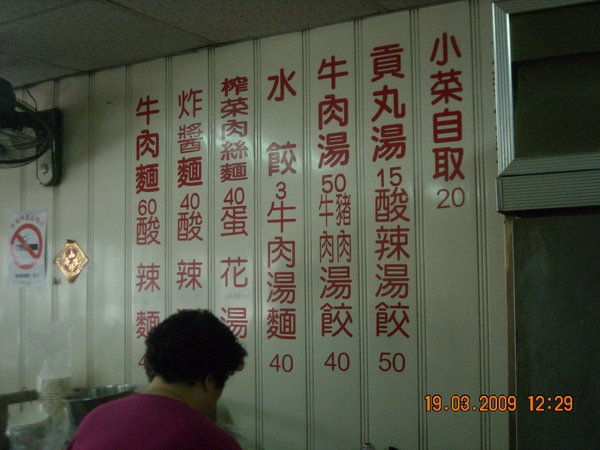 小菜自取
20
貢丸湯
15
酸辣湯餃
50
牛肉湯
50
牛肉
豬肉
湯餃
40
水餃
3
牛肉湯麵
40
榨菜肉絲麵
40
蛋花湯
炸醬麵
40
酸辣
牛肉麵
60
酸辣麵
19.03.2009 12:29